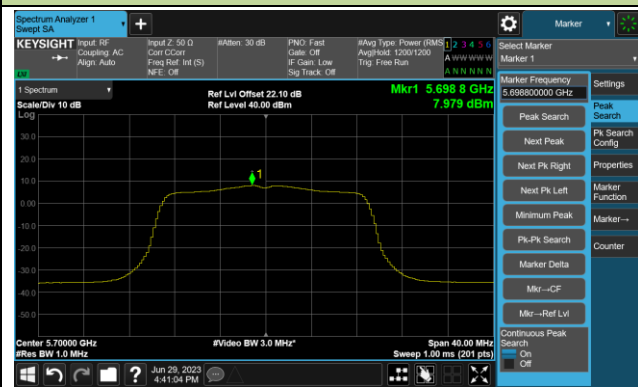 Spectrum Analyzer 1
Swept SA
Marker
KEYSIGHT
Input: RF
Coupling: AC
Align: Auto
Input Z: 50 Ω
Corr CCorr
Freq Ref: Int (S)
NFE: Off
#Atten: 30 dB
PNO: Fast
Gate: Off
IF Gain: Low
Sig Track: Off
#Avg Type: Power (RMS
Avg|Hold: 1200/1200
Trig: Free Run
1 2 3 4 5 6
A W W W W W
A N N N N N
Select Marker
Marker 1
1 Spectrum
Scale/Div 10 dB
Log
Ref Lvl Offset 22.10 dB
Ref Level 40.00 dBm
Mkr1 5.698 8 GHz
7.979 dBm
30.0
20.0
10.0
0.00
-10.0
-20.0
-30.0
-40.0
-50.0
1
Center 5.70000 GHz
#Res BW 1.0 MHz
#Video BW 3.0 MHz*
Span 40.00 MHz
Sweep 1.00 ms (201 pts)
Marker Frequency
5.698800000 GHz
Peak Search
Next Peak
Next Pk Right
Next Pk Left
Minimum Peak
Pk-Pk Search
Marker Delta
Mkr→CF
Mkr→Ref Lvl
Continuous Peak
Search
On
Off
Settings
Peak
Search
Pk Search
Config
Properties
Marker
Function
Marker→
Counter
Jun 29, 2023
4:41:04 PM